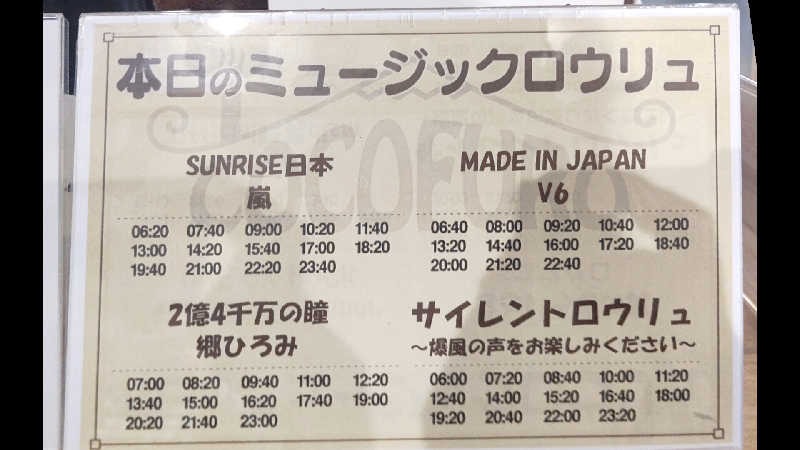 本日のミュージックロウリュ
COCOFURO
SUNRISE日本
嵐
06:20 07:40 09:00 10:20 11:40
13:00 14:20 15:40 17:00 18:20
19:40 21:00 22:20 23:40
MADE IN JAPAN
V6
06:40 08:00 09:20 10:40 12:00
13:20 14:40 16:00 17:20 18:40
20:00 21:20 22:40
2億4千万の瞳
郷ひろみ
07:00 08:20 09:40 11:00 12:20
13:40 15:00 16:20 17:40 19:00
20:20 21:40 23:00
サイレントロウリュ
～爆風の声をお楽しみください～
06:00 07:20 08:40 10:00 11:20
12:40 14:00 15:20 16:40 18:00
19:20 20:40 22:00 23:20